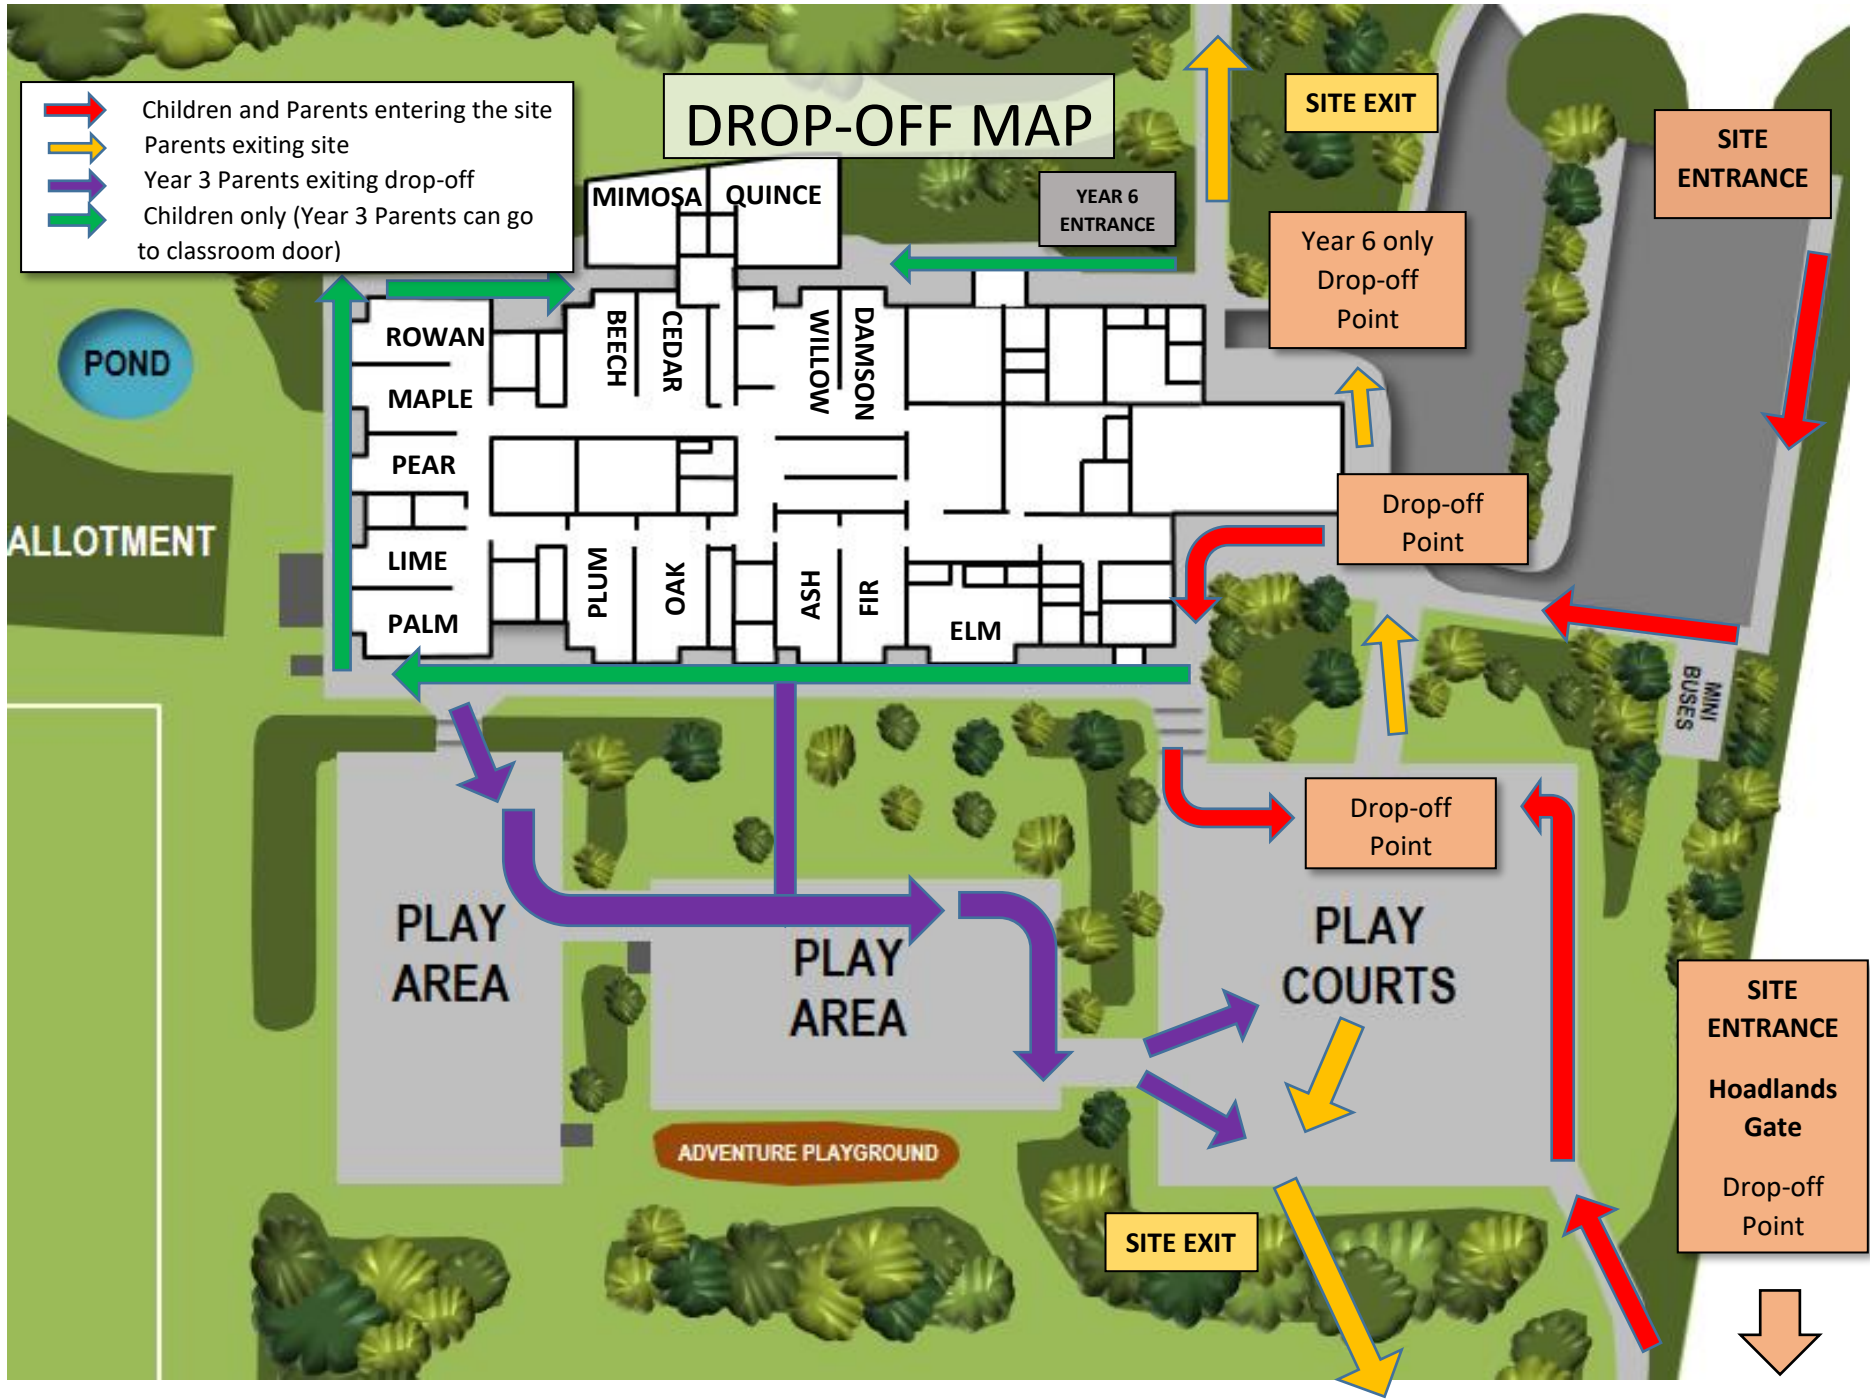 DROP-OFF MAP
Children and Parents entering the site
Parents exiting site
Year 3 Parents exiting drop-off
Children only (Year 3 Parents can go
to classroom door)
SITE EXIT
SITE
ENTRANCE
MIMOSA
QUINCE
YEAR 6
ENTRANCE
Year 6 only
Drop-off
Point
POND
ROWAN
BEECH
CEDAR
WILLOW
DAMSON
MAPLE
PEAR
Drop-off
Point
ALLOTMENT
LIME
PLUM
OAK
ASH
FIR
PALM
ELM
MINI
BUSES
Drop-off
Point
PLAY
AREA
PLAY
AREA
PLAY
COURTS
SITE
ENTRANCE
Hoadlands
Gate
Drop-off
Point
ADVENTURE PLAYGROUND
SITE EXIT